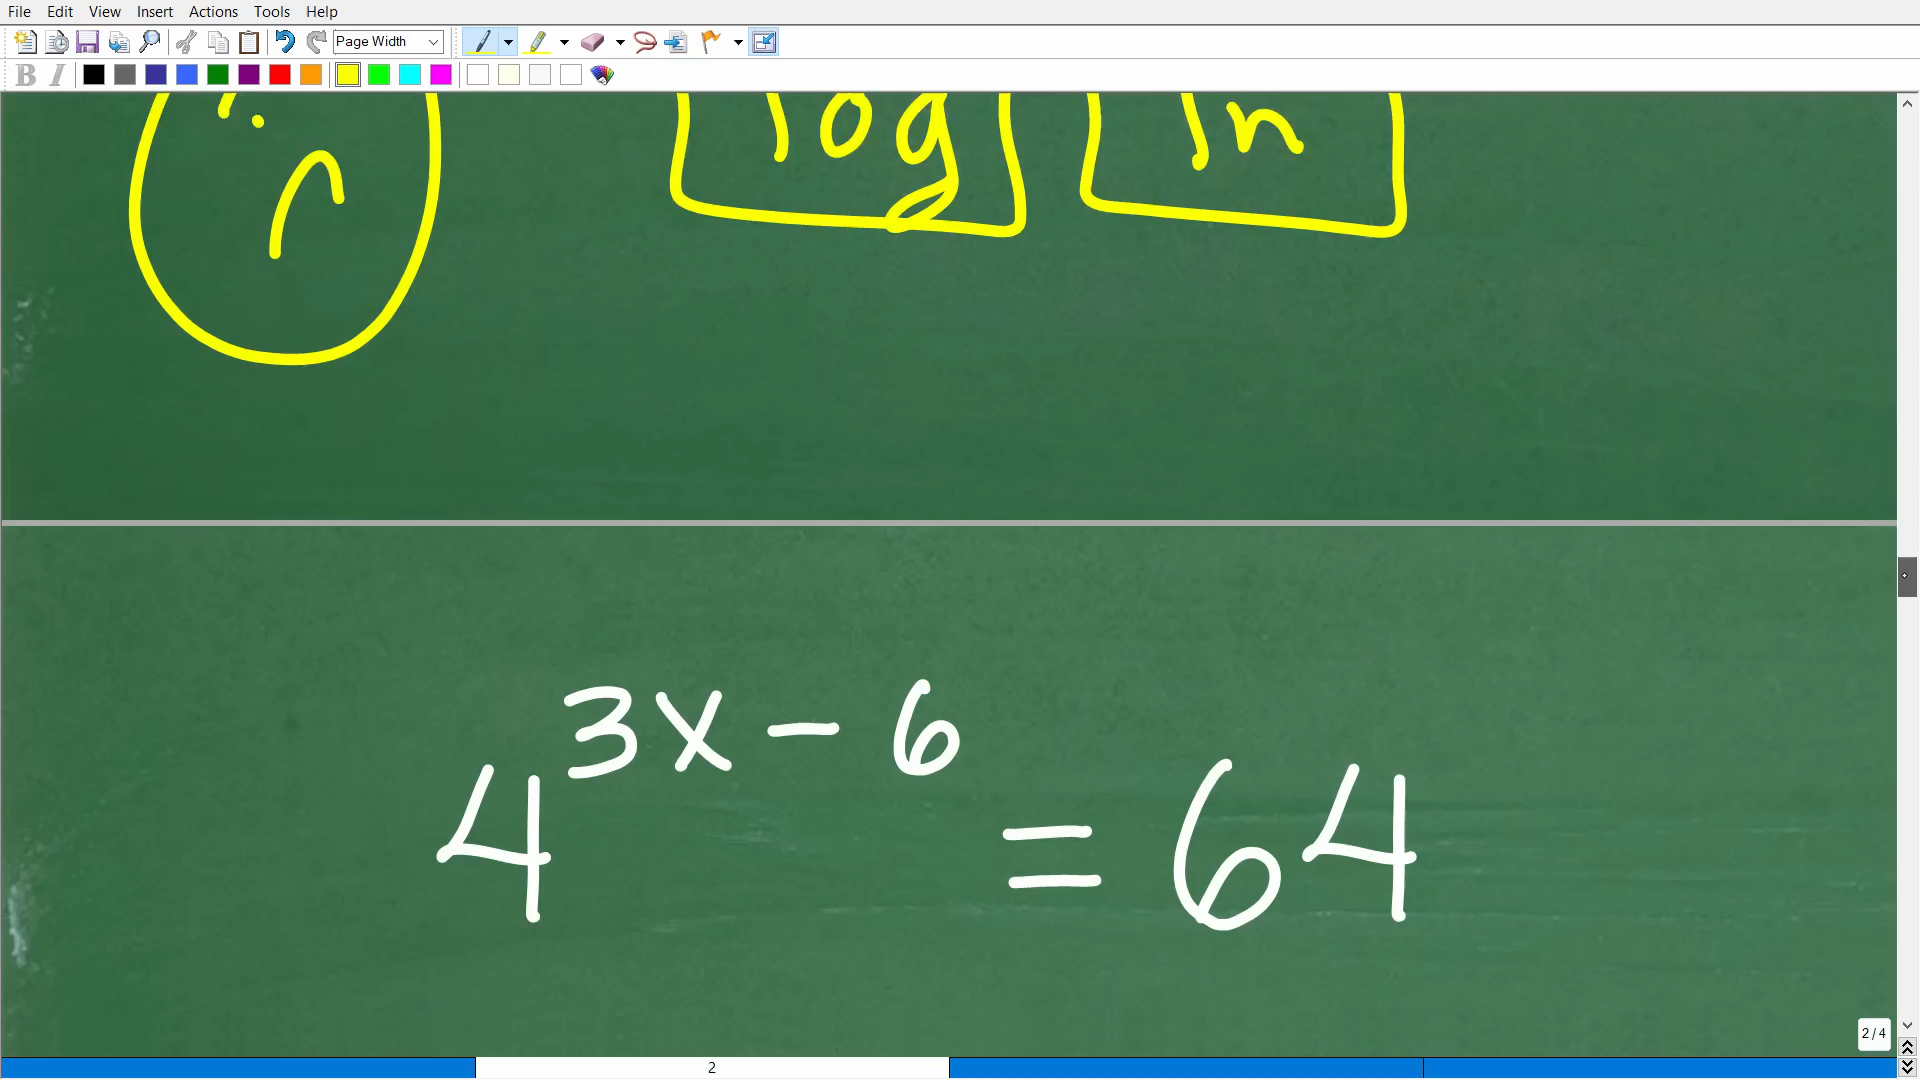 File Edit View Insert Actions Tools Help
Page Width
B I
log ln
4^{3x - 6} = 64
2 / 4
2